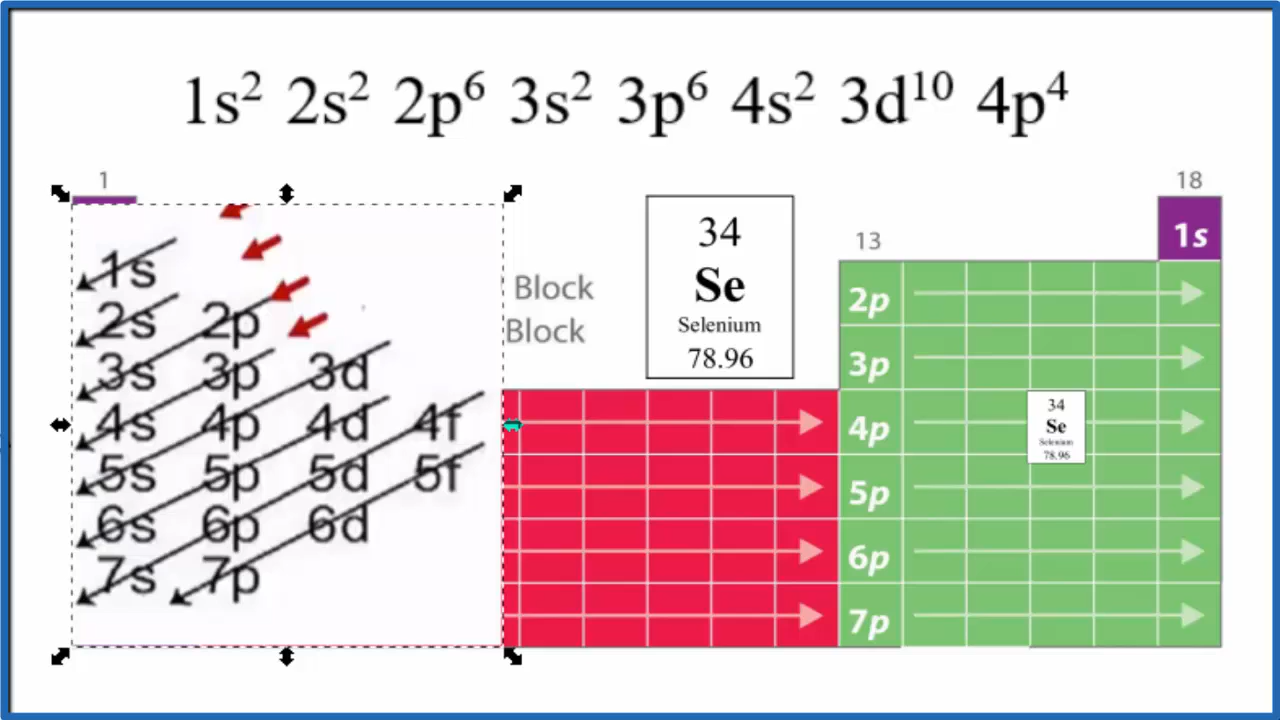 1s² 2s² 2p⁶ 3s² 3p⁶ 4s² 3d¹⁰ 4p⁴
1
18
13
1s
2s 2p
3s 3p 3d
4s 4p 4d 4f
5s 5p 5d 5f
6s 6p 6d
7s 7p
Block
Block
34
Se
Selenium
78.96
1s
2p
3p
4p
5p
6p
7p
34
Se
Selenium
78.96